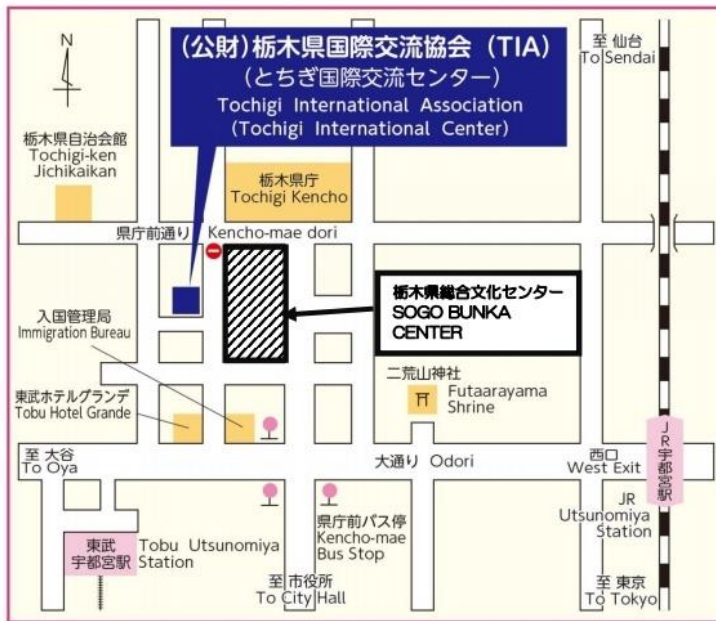 (公財)栃木県国際交流協会 (TIA)
(とちぎ国際交流センター)
Tochigi International Association
(Tochigi International Center)
至 仙台
To Sendai
N
栃木県自治会館
Tochigi-ken
Jichikaikan
栃木県庁
Tochigi Kencho
県庁前通り Kencho-mae dori
栃木県総合文化センター
SOGO BUNKA
CENTER
入国管理局
Immigration Bureau
二荒山神社
Futaarayama
Shrine
東武ホテルグランデ
Tobu Hotel Grande
至 大谷
To Oya
大通り Odori
西口
West Exit
JR宇都宮駅
JR
Utsunomiya
Station
県庁前バス停
Kencho-mae
Bus Stop
東武
宇都宮駅
Tobu Utsunomiya
Station
至 市役所
To City Hall
至 東京
To Tokyo